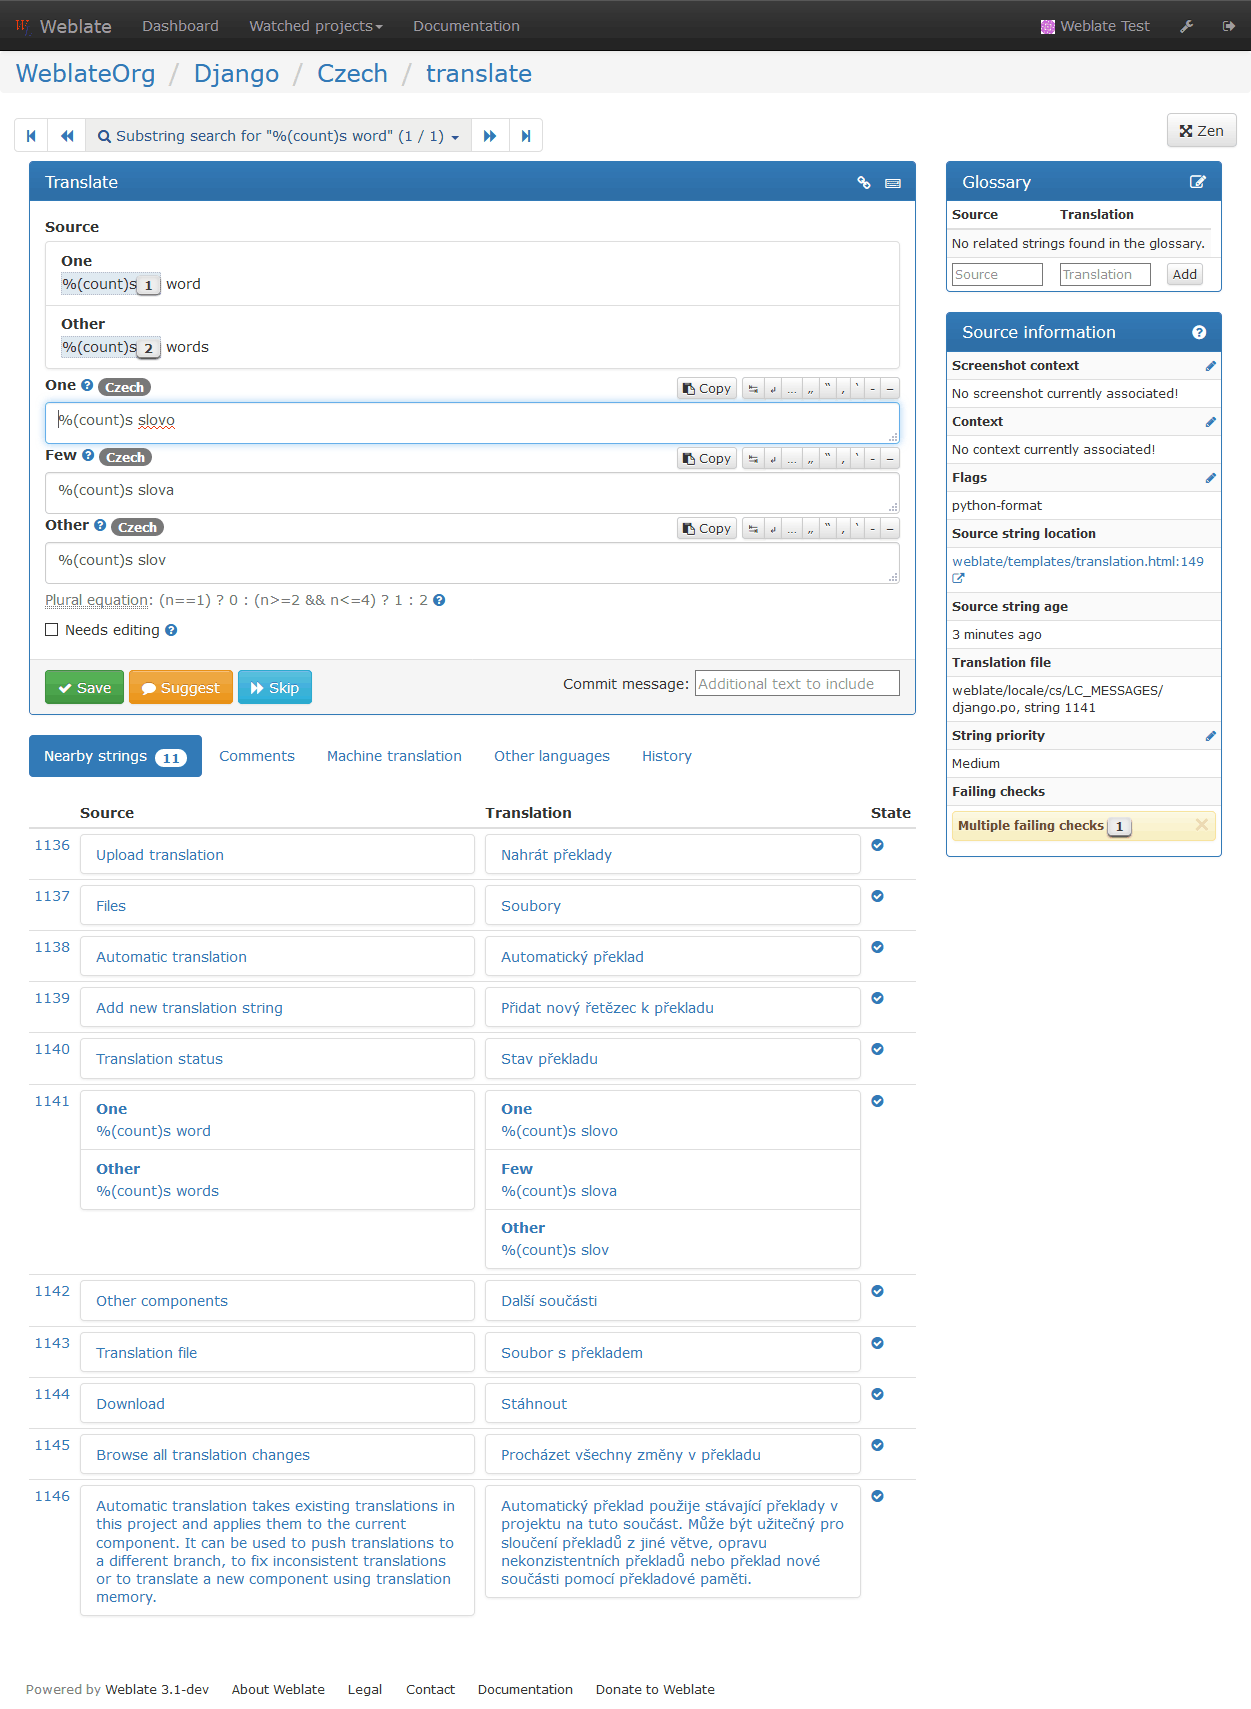 Weblate Dashboard Watched projects Documentation Weblate Test
WeblateOrg / Django / Czech / translate
Substring search for "%(count)s word" (1 / 1)
Zen
Translate
Source
One
%(count)s 1 word
Other
%(count)s 2 words
One Czech Copy ↹ ↲ … „ “ ‚ ‘ - –
%(count)s slovo
Few Czech Copy ↹ ↲ … „ “ ‚ ‘ - –
%(count)s slova
Other Czech Copy ↹ ↲ … „ “ ‚ ‘ - –
%(count)s slov
Plural equation: (n==1) ? 0 : (n>=2 && n<=4) ? 1 : 2
Needs editing
Save Suggest Skip Commit message: Additional text to include
Glossary
Source Translation
No related strings found in the glossary.
Source Translation Add
Source information
Screenshot context
No screenshot currently associated!
Context
No context currently associated!
Flags
python-format
Source string location
weblate/templates/translation.html:149
Source string age
3 minutes ago
Translation file
weblate/locale/cs/LC_MESSAGES/
django.po, string 1141
String priority
Medium
Failing checks
Multiple failing checks 1 ×
Nearby strings 11 Comments Machine translation Other languages History
Source Translation State
1136 Upload translation Nahrát překlady
1137 Files Soubory
1138 Automatic translation Automatický překlad
1139 Add new translation string Přidat nový řetězec k překladu
1140 Translation status Stav překladu
1141 One One
%(count)s word %(count)s slovo
Other Few
%(count)s words %(count)s slova
Other
%(count)s slov
1142 Other components Další součásti
1143 Translation file Soubor s překladem
1144 Download Stáhnout
1145 Browse all translation changes Procházet všechny změny v překladu
1146 Automatic translation takes existing translations in
this project and applies them to the current
component. It can be used to push translations to
a different branch, to fix inconsistent translations
or to translate a new component using translation
memory.
Automatický překlad použije stávající překlady v
projektu na tuto součást. Může být užitečný pro
sloučení překladů z jiné větve, opravu
nekonzistentních překladů nebo překlad nové
součásti pomocí překladové paměti.
Powered by Weblate 3.1-dev About Weblate Legal Contact Documentation Donate to Weblate